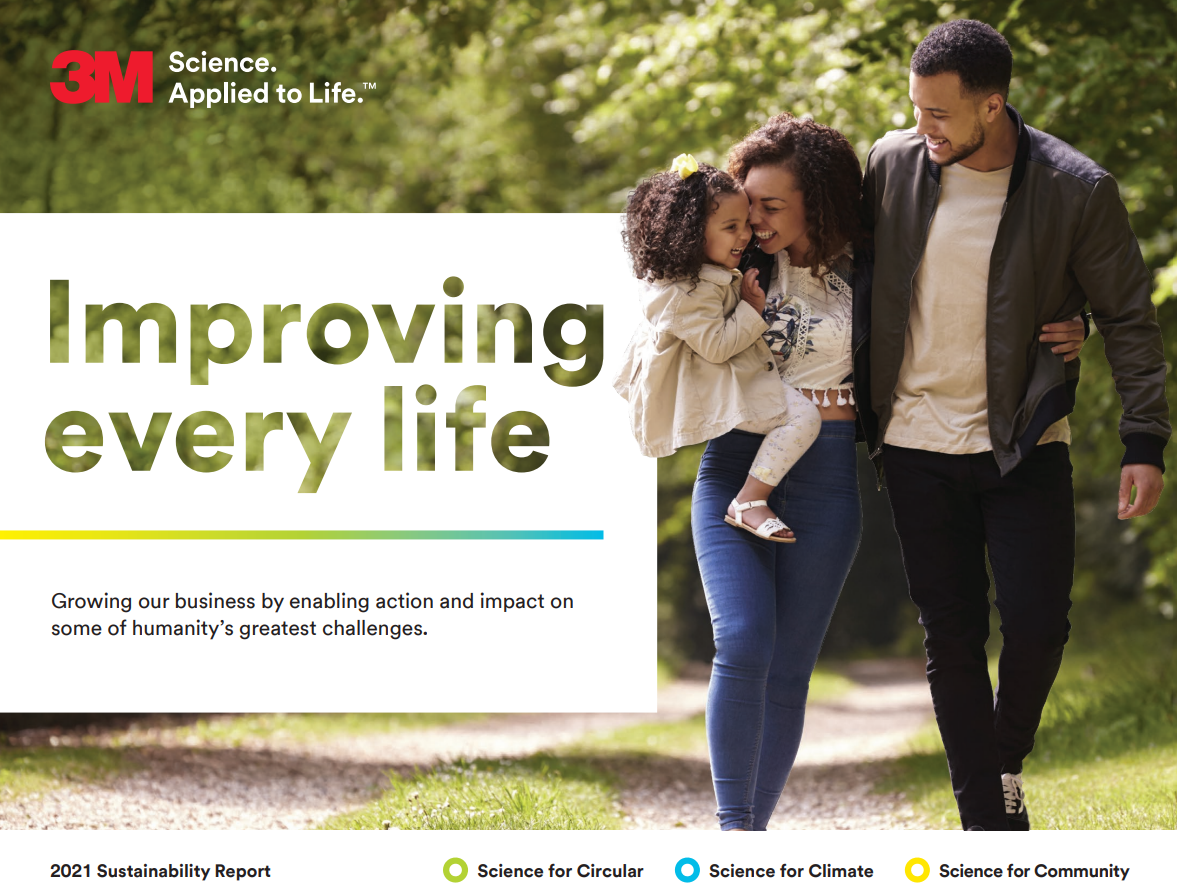 3M Science.
Applied to Life.™
Improving
every life
Growing our business by enabling action and impact on
some of humanity's greatest challenges.
2021 Sustainability Report
Science for Circular
Science for Climate
Science for Community